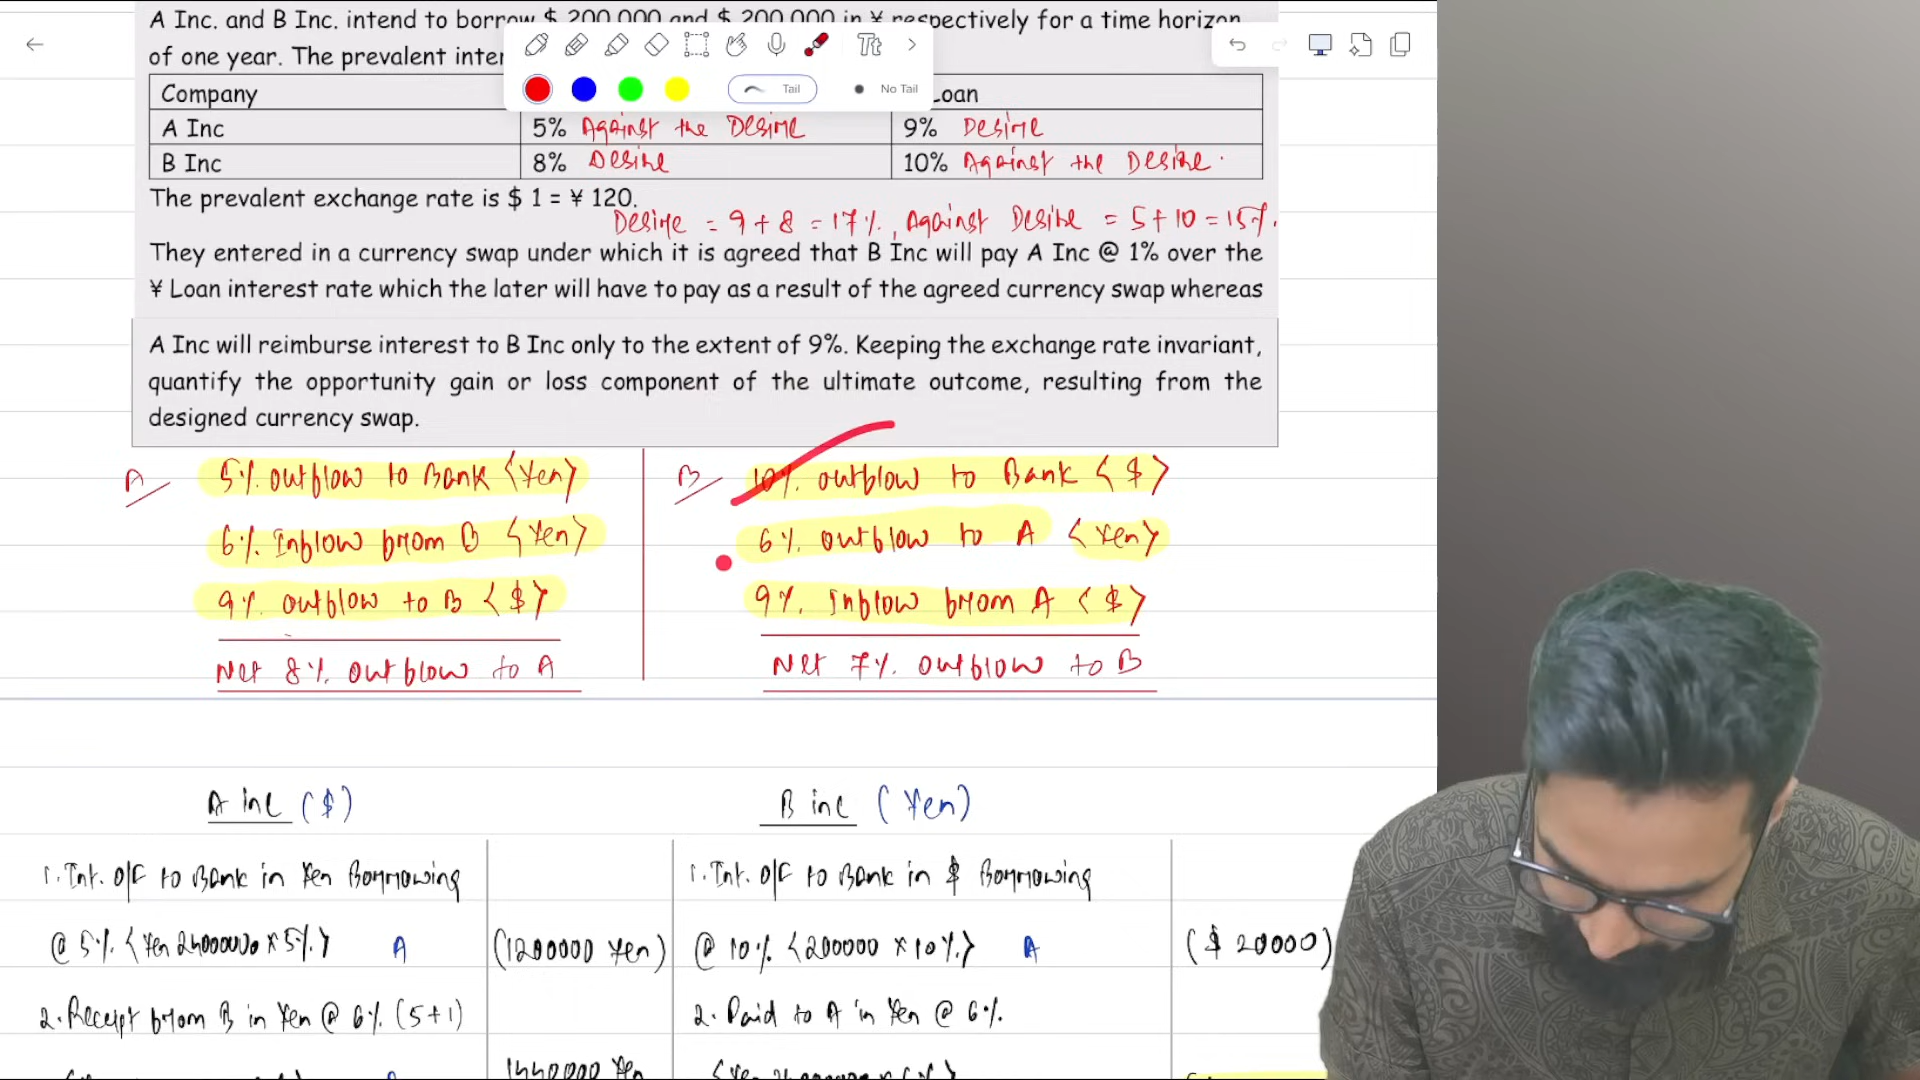 A Inc. and B Inc. intend to borrow $ 200,000 and $ 200,000 in ¥ respectively for a time horizon
of one year. The prevalent inter
Tt
Tail
No Tail
Company
Loan
A Inc
5% Against the Desire
9% Desire
B Inc
8% Desire
10% Against the Desire.
The prevalent exchange rate is $ 1 = ¥ 120.
Desire = 9 + 8 = 17%, Against Desire = 5 + 10 = 15%.
They entered in a currency swap under which it is agreed that B Inc will pay A Inc @ 1% over the
¥ Loan interest rate which the later will have to pay as a result of the agreed currency swap whereas
A Inc will reimburse interest to B Inc only to the extent of 9%. Keeping the exchange rate invariant,
quantify the opportunity gain or loss component of the ultimate outcome, resulting from the
designed currency swap.
A
5% outflow to Bank <Yen>
6% Inflow from B <Yen>
9% outflow to B <$>
Net 8% outflow to A
B
10% outflow to Bank <$>
6% outflow to A <Yen>
9% Inflow from A <$>
Net 7% outflow to B
A inc ($)
B inc (Yen)
1. Int. O/F to Bank in Yen Borrowing
@ 5% <Yen 24000000 x 5%> A
(1200000 Yen)
1. Int. O/F to Bank in $ Borrowing
@ 10% <200000 x 10%> A
($ 20000)
2. Receipt from B in Yen @ 6% (5+1)
1440000 Yen
2. Paid to A in Yen @ 6%